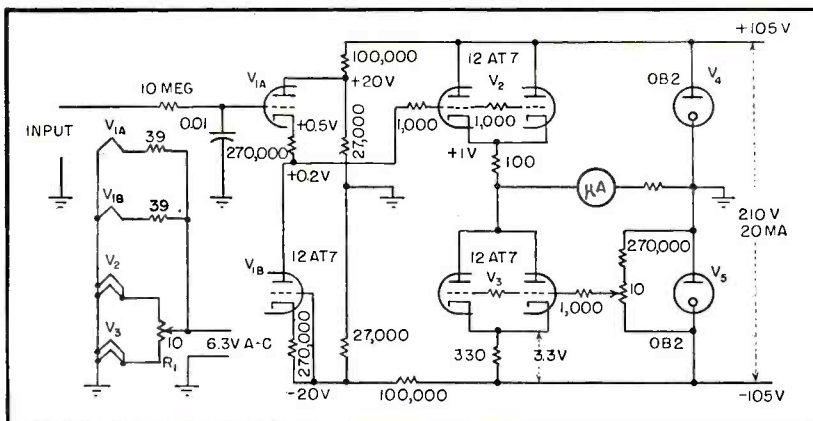 +105 V
100,000
12 AT7
V2
OB2
V4
10 MEG
V1A
+20V
INPUT
V1A
39
0.01
+0.5V
270,000
27,000
+0.2V
1,000
1,000
+1V
100
µA
V1B
39
12 AT7
V1B
12 AT7
V3
1,000
270,000
10
V5
210 V
20 MA
V2
V3
10
R1
6.3V A-C
270,000
27,000
330
3.3V
OB2
-20V
100,000
-105V